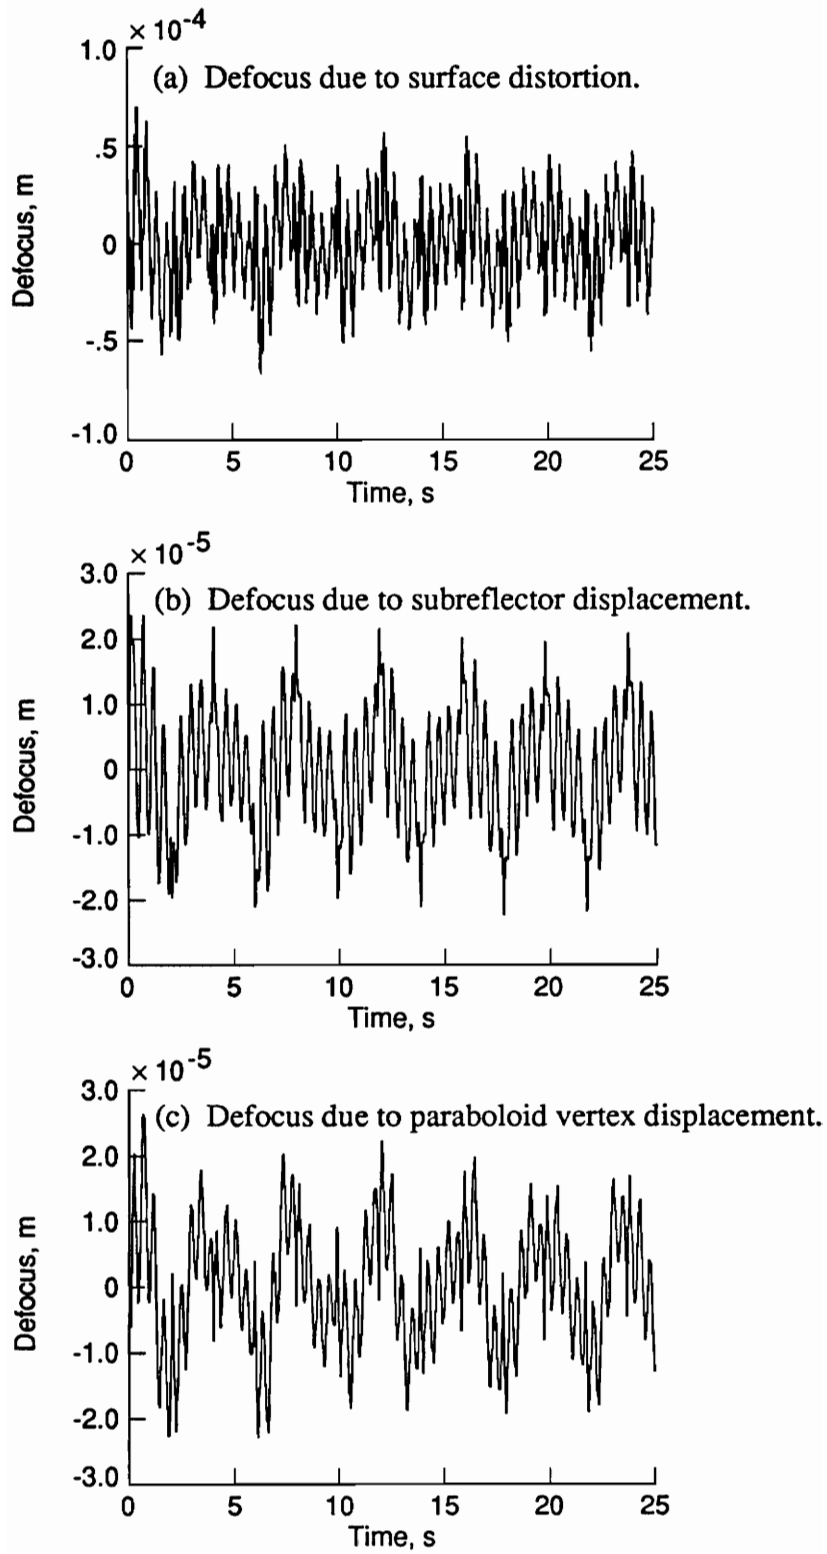 × 10-4
1.0
(a) Defocus due to surface distortion.
.5
0
-.5
-1.0
Defocus, m
0 5 10 15 20 25
Time, s
× 10-5
3.0
(b) Defocus due to subreflector displacement.
2.0
1.0
0
-1.0
-2.0
-3.0
Defocus, m
0 5 10 15 20 25
Time, s
× 10-5
3.0
(c) Defocus due to paraboloid vertex displacement.
2.0
1.0
0
-1.0
-2.0
-3.0
Defocus, m
0 5 10 15 20 25
Time, s